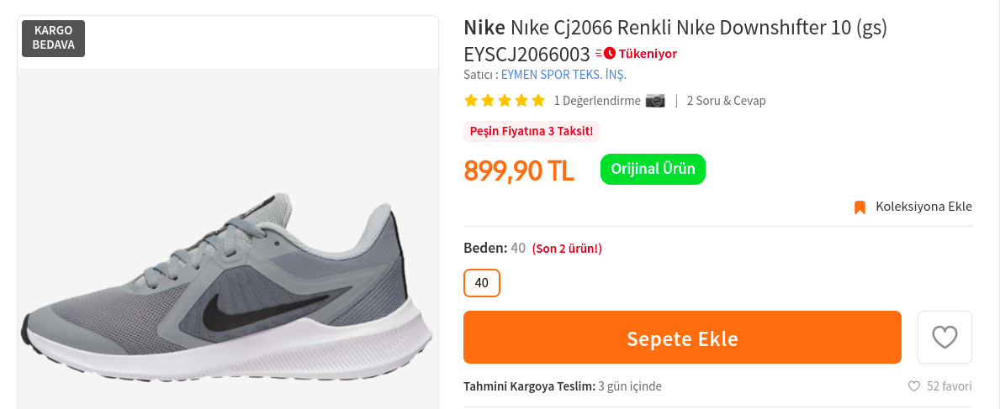 KARGO
BEDAVA
Nike Nıke Cj2066 Renkli Nıke Downshıfter 10 (gs)
EYSCJ2066003 Tükeniyor
Satıcı : EYMEN SPOR TEKS. İNŞ.
1 Değerlendirme | 2 Soru & Cevap
Peşin Fiyatına 3 Taksit!
899,90 TL Orijinal Ürün
Koleksiyona Ekle
Beden: 40 (Son 2 ürün!)
40
Sepete Ekle
Tahmini Kargoya Teslim: 3 gün içinde 52 favori